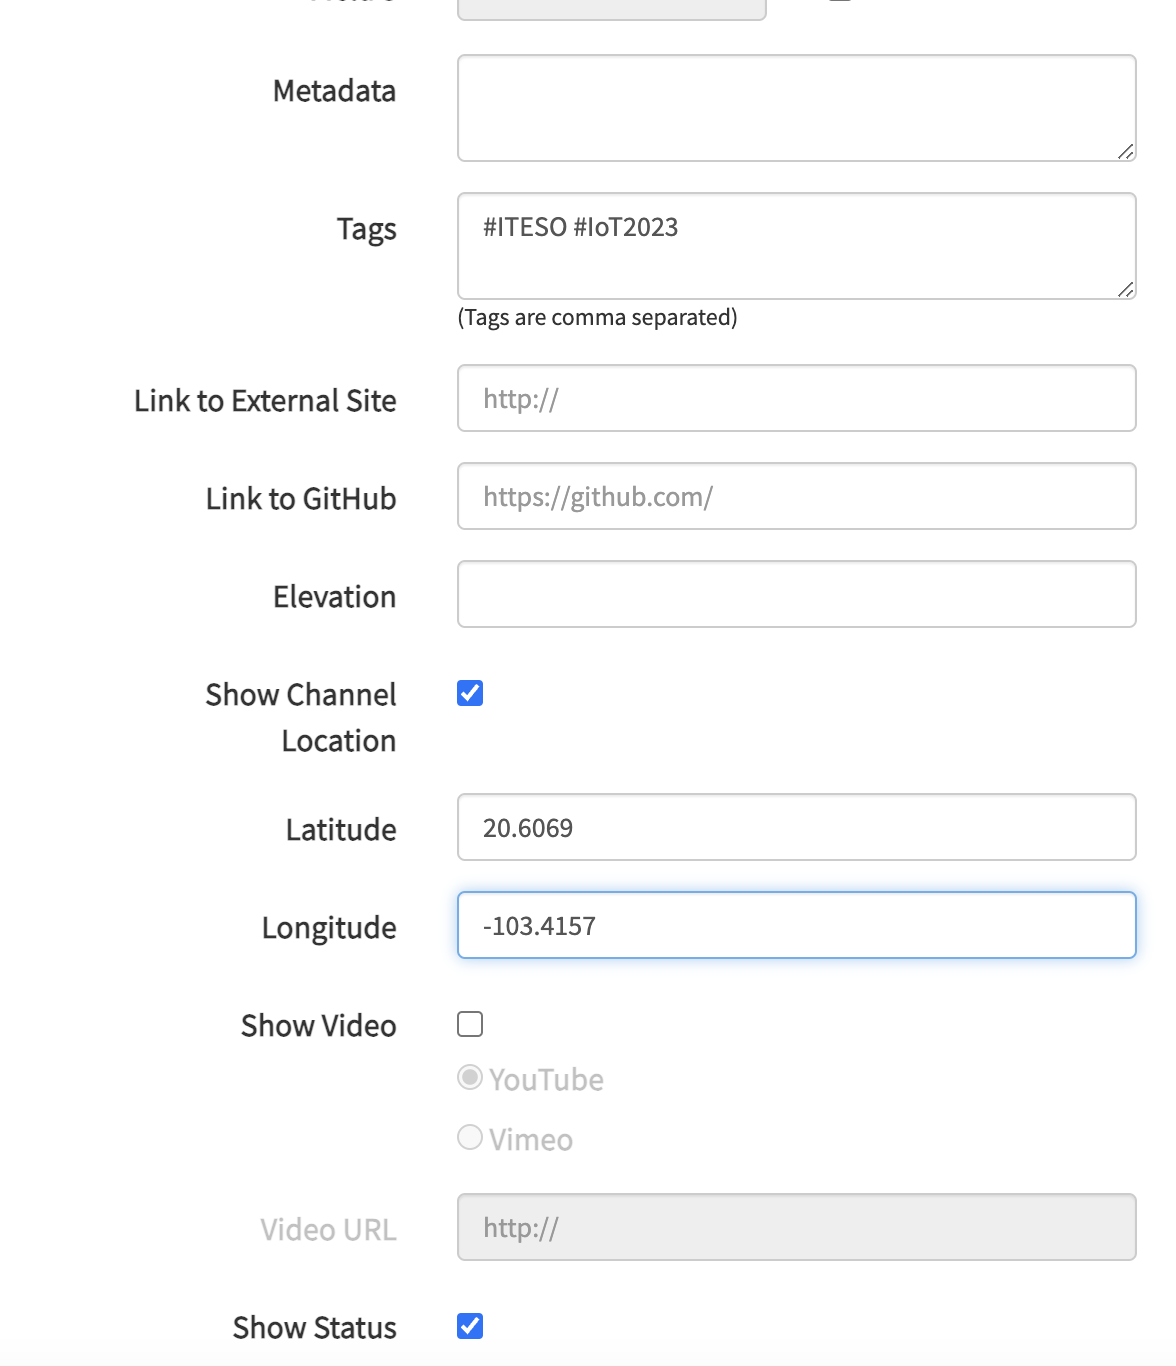 Metadata
Tags
#ITESO #IoT2023
(Tags are comma separated)
Link to External Site
http://
Link to GitHub
https://github.com/
Elevation
Show Channel
Location
Latitude
20.6069
Longitude
-103.4157
Show Video
YouTube
Vimeo
Video URL
http://
Show Status